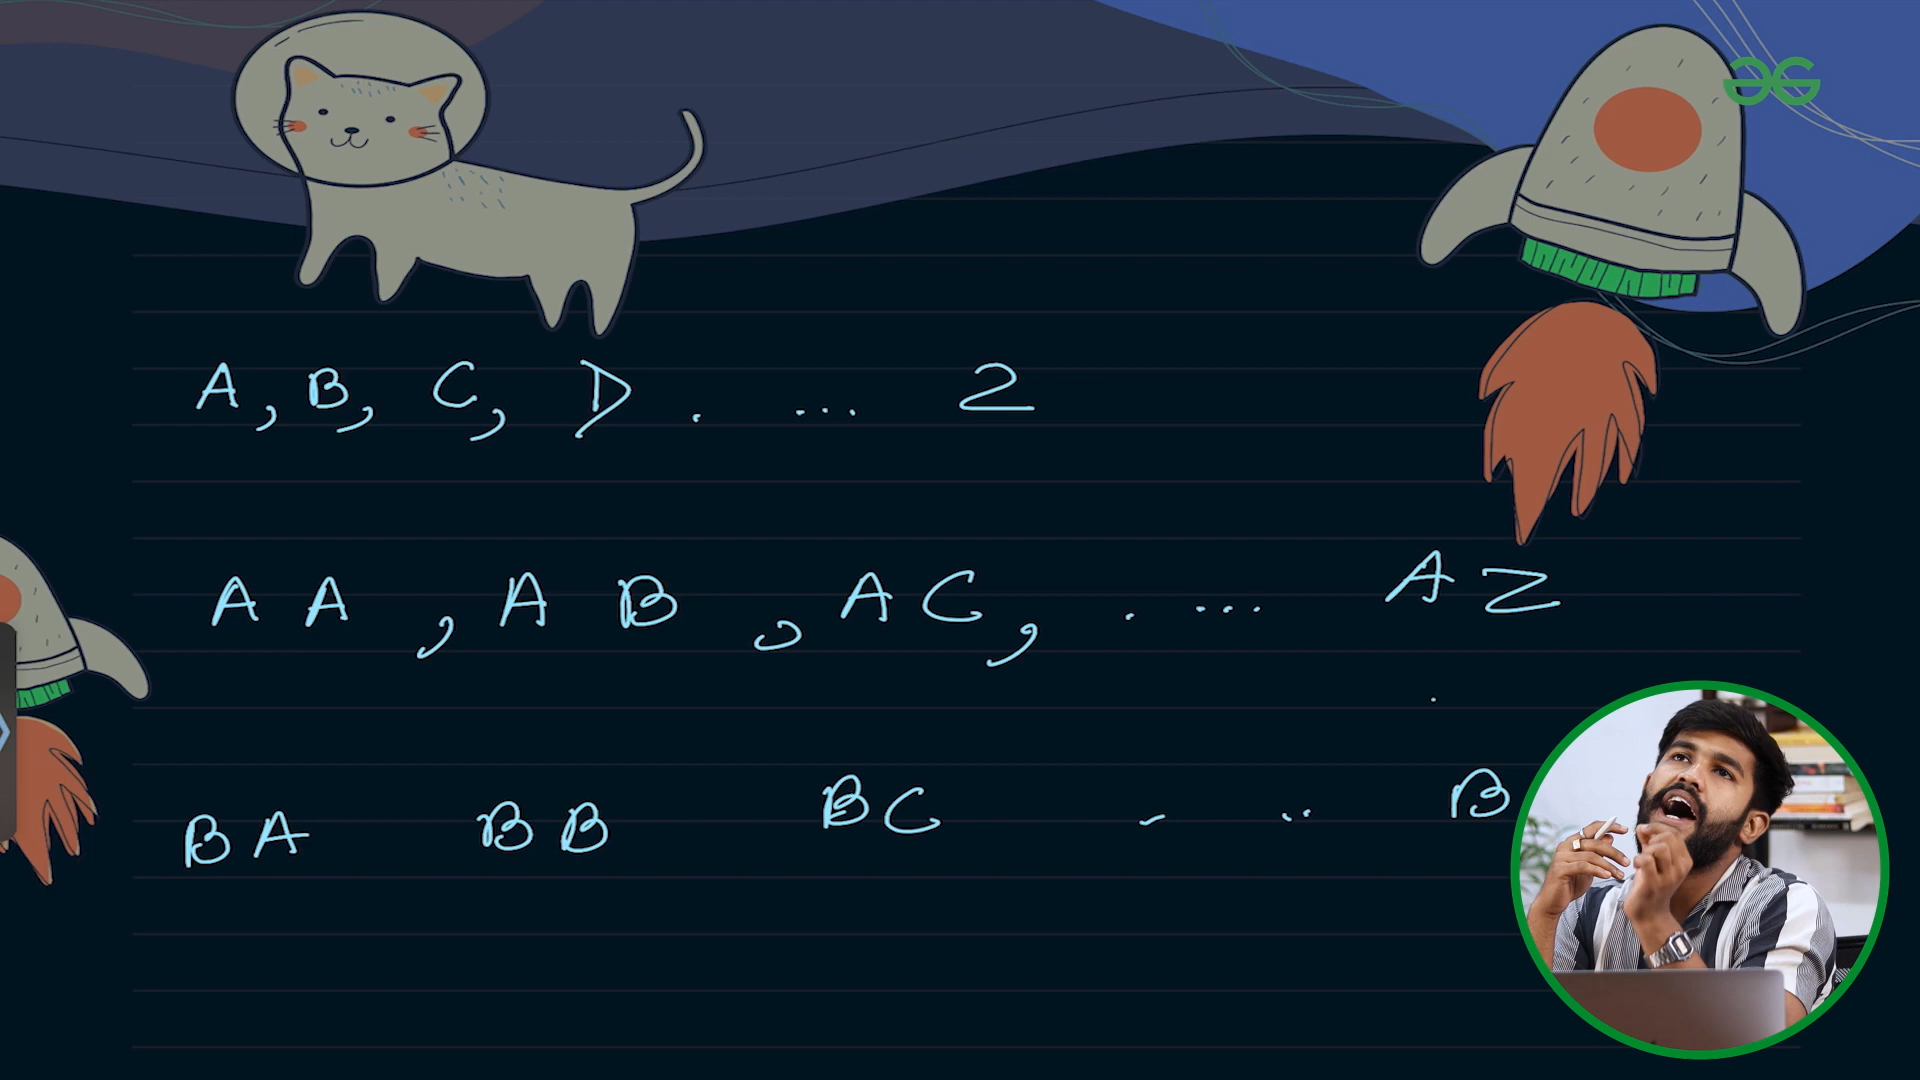 A, B, C, D . ... Z
AA, AB, AC, . ... AZ
BA BB BC - .. B